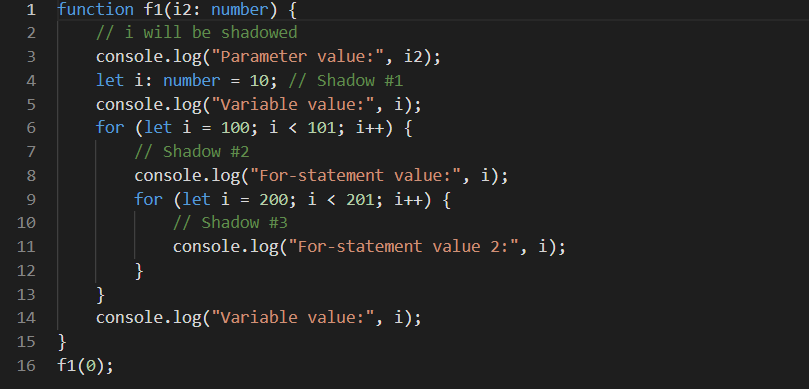 1 function f1(i2: number) {
2 // i will be shadowed
3 console.log("Parameter value:", i2);
4 let i: number = 10; // Shadow #1
5 console.log("Variable value:", i);
6 for (let i = 100; i < 101; i++) {
7 // Shadow #2
8 console.log("For-statement value:", i);
9 for (let i = 200; i < 201; i++) {
10 // Shadow #3
11 console.log("For-statement value 2:", i);
12 }
13 }
14 console.log("Variable value:", i);
15 }
16 f1(0);